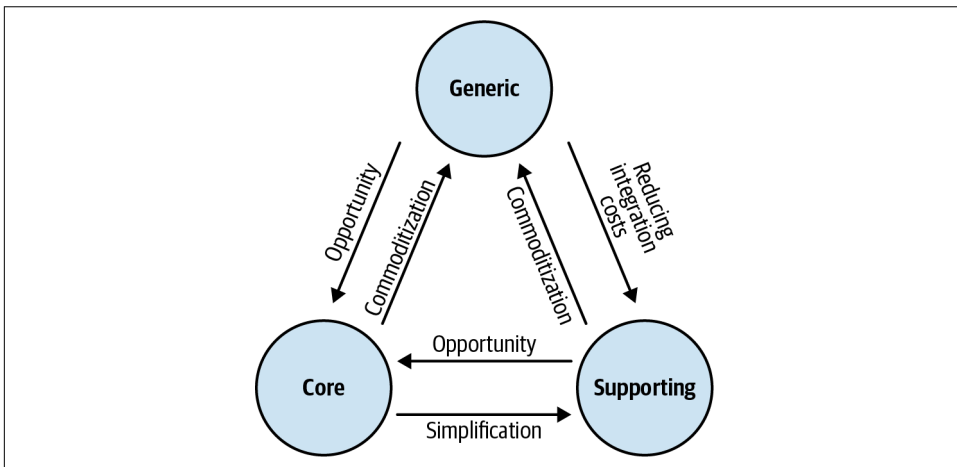 Generic
Opportunity
Commoditization
Commoditization
Reducing
integration
costs
Opportunity
Core
Supporting
Simplification